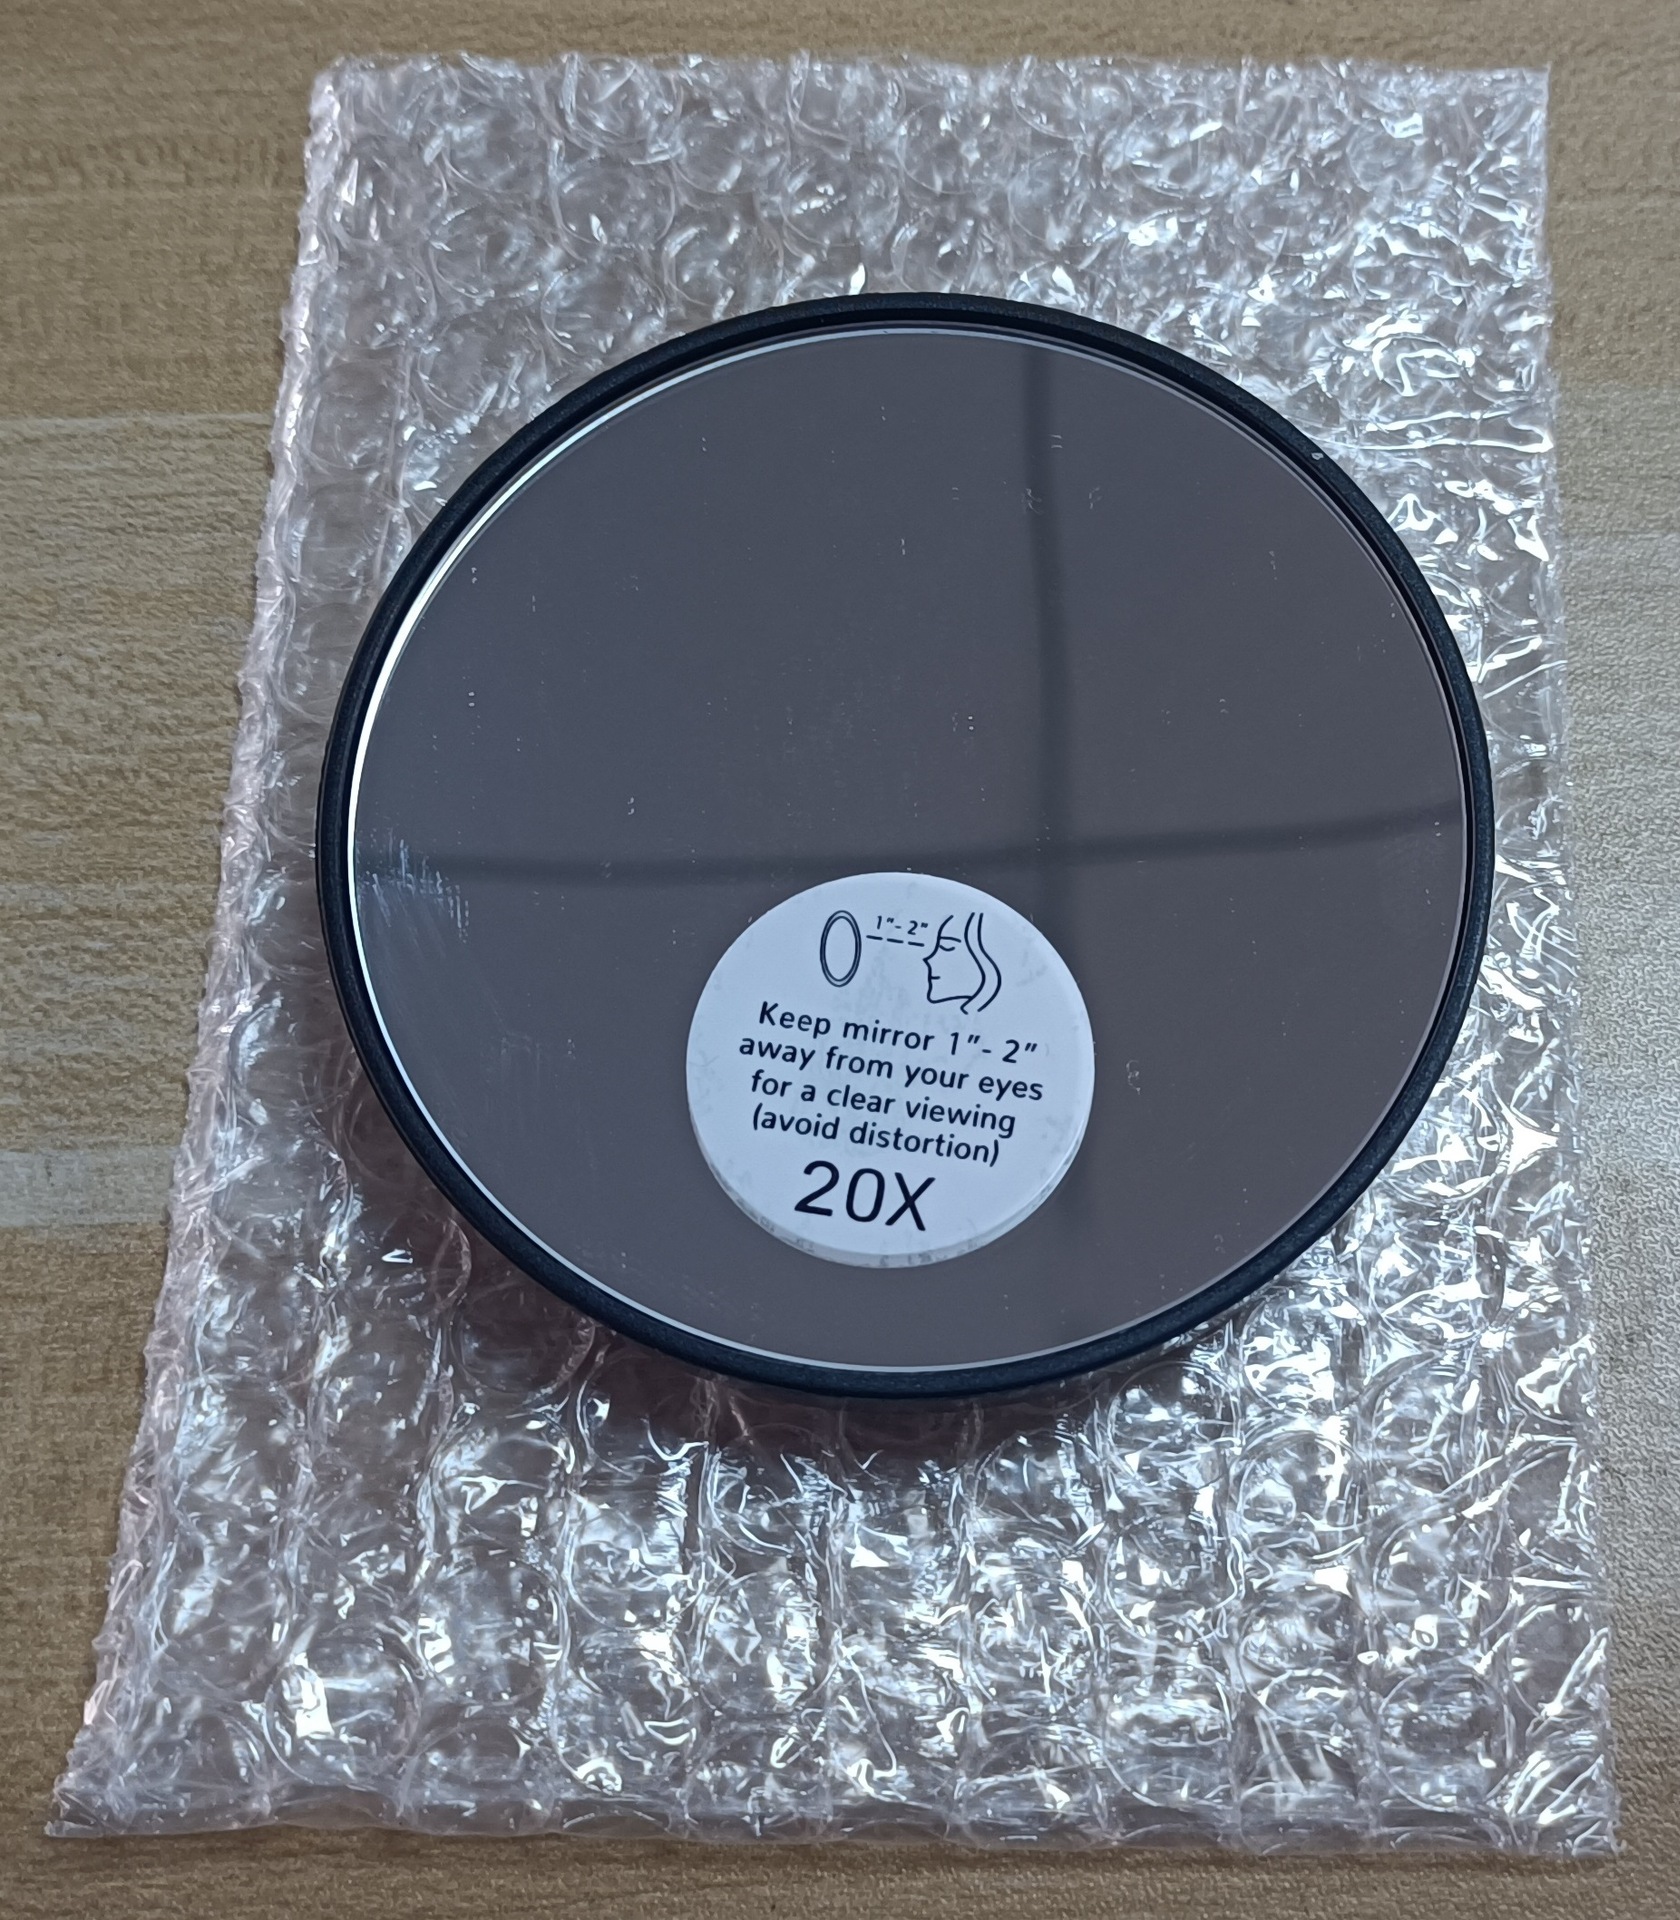 1"- 2"
Keep mirror 1"- 2"
away from your eyes
for a clear viewing
(avoid distortion)
20X